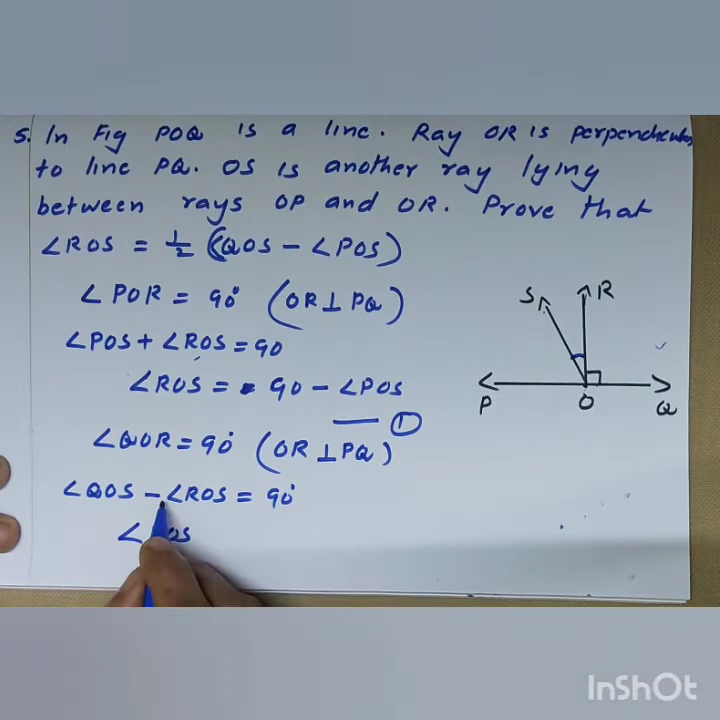 5. In Fig POQ is a line. Ray OR is perpendicular
to line PQ. OS is another ray lying
between rays OP and OR. Prove that
∠ROS = 1/2 (∠QOS - ∠POS)
∠POR = 90° (OR ⊥ PQ)
∠POS + ∠ROS = 90
∠ROS = 90 - ∠POS
1
∠QOR = 90° (OR ⊥ PQ)
∠QOS - ∠ROS = 90°
∠ OS
S R
P O Q
InShOt